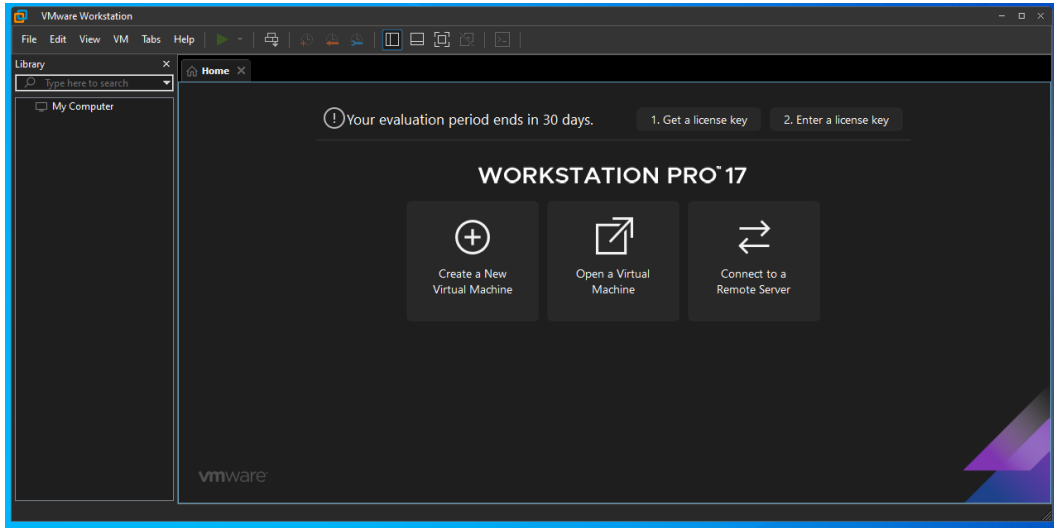 VMware Workstation
File Edit View VM Tabs Help
Library
Type here to search
My Computer
Home
Your evaluation period ends in 30 days.
1. Get a license key
2. Enter a license key
WORKSTATION PRO™ 17
Create a New
Virtual Machine
Open a Virtual
Machine
Connect to a
Remote Server
vmware